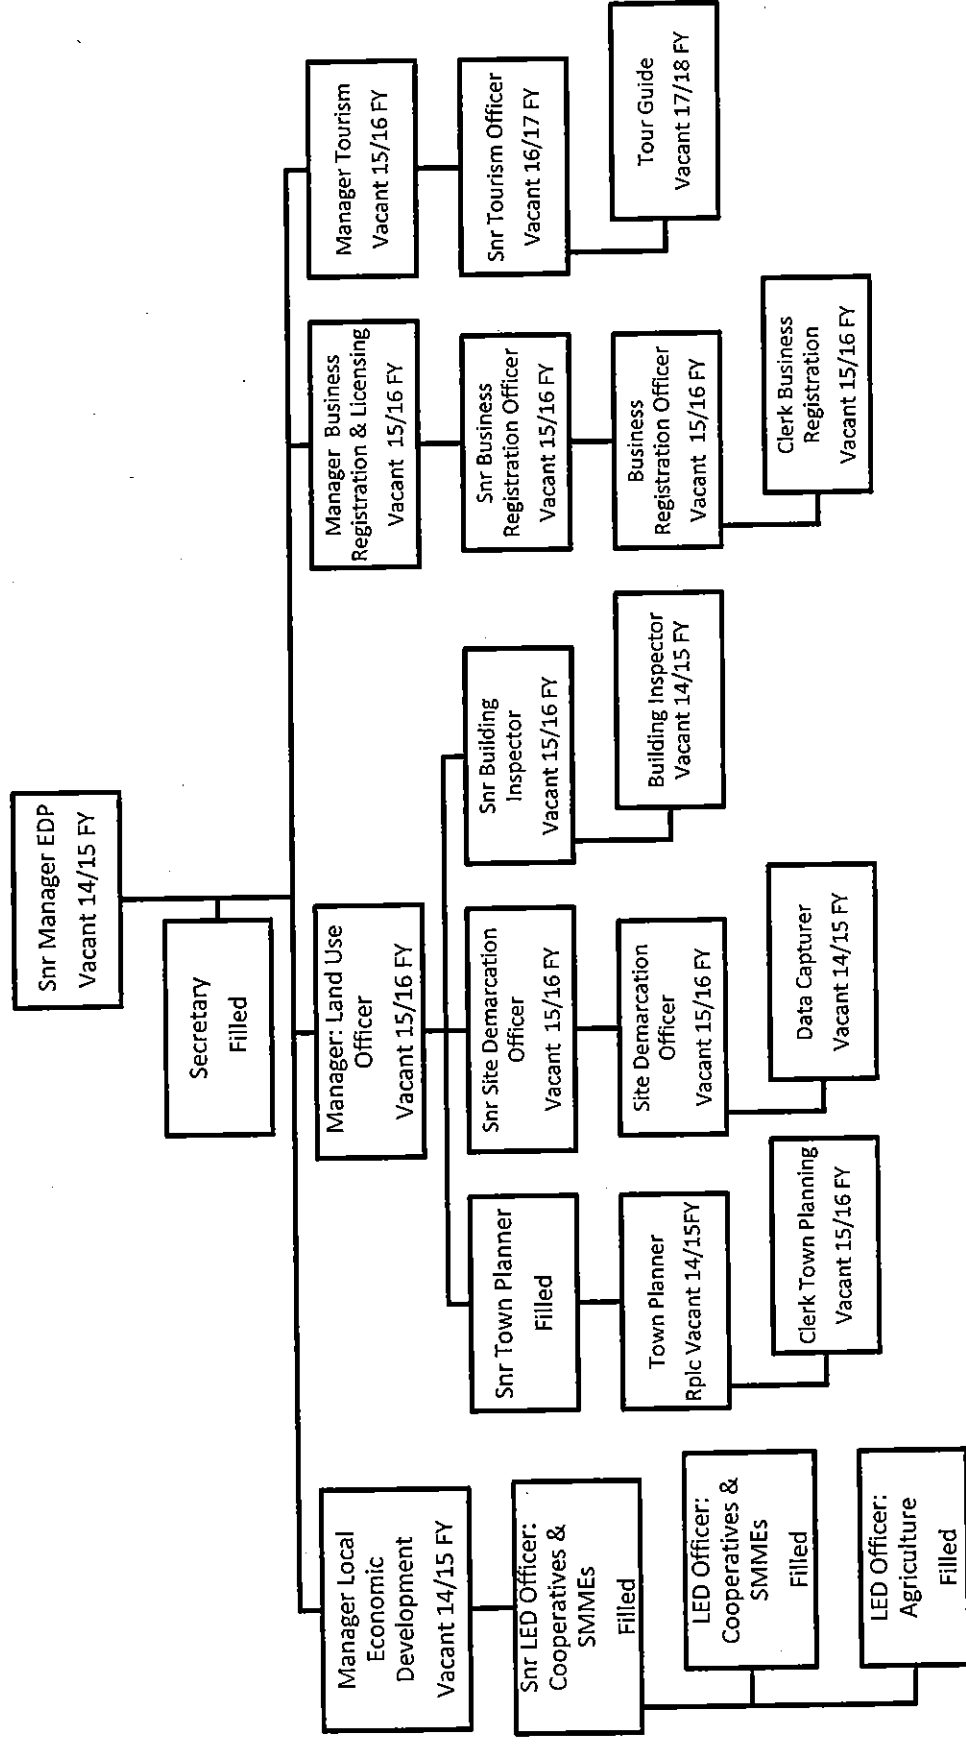 Snr Manager EDP
Vacant 14/15 FY
Secretary
Filled
Manager Local
Economic
Development
Vacant 14/15 FY
Manager: Land Use
Officer
Vacant 15/16 FY
Manager Business
Registration & Licensing
Vacant 15/16 FY
Manager Tourism
Vacant 15/16 FY
Snr LED Officer:
Cooperatives &
SMMEs
Filled
Snr Town Planner
Filled
Snr Site Demarcation
Officer
Vacant 15/16 FY
Snr Building
Inspector
Vacant 15/16 FY
Snr Business
Registration Officer
Vacant 15/16 FY
Snr Tourism Officer
Vacant 16/17 FY
LED Officer:
Cooperatives &
SMMEs
Filled
Town Planner
Rplc Vacant 14/15FY
Site Demarcation
Officer
Vacant 15/16 FY
Building Inspector
Vacant 14/15 FY
Business
Registration Officer
Vacant 15/16 FY
Tour Guide
Vacant 17/18 FY
LED Officer:
Agriculture
Filled
Clerk Town Planning
Vacant 15/16 FY
Data Capturer
Vacant 14/15 FY
Clerk Business
Registration
Vacant 15/16 FY